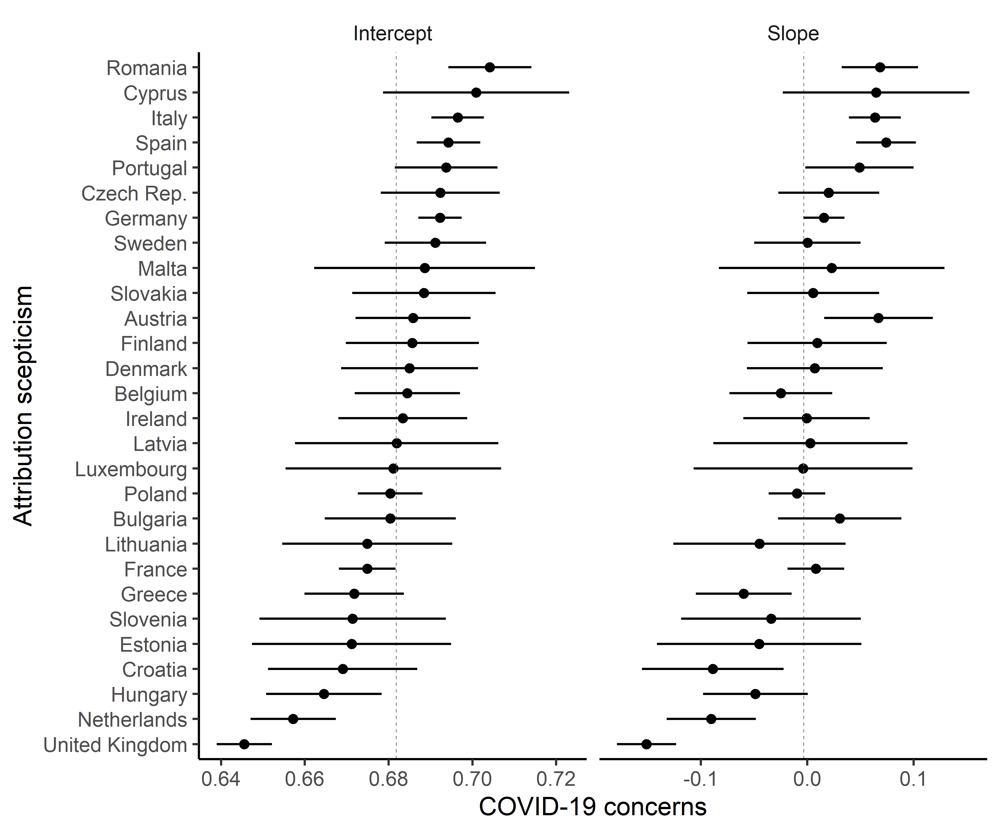 Intercept Slope
Romania
Cyprus
Italy
Spain
Portugal
Czech Rep.
Germany
Sweden
Malta
Slovakia
Austria
Finland
Denmark
Belgium
Ireland
Latvia
Luxembourg
Poland
Bulgaria
Lithuania
France
Greece
Slovenia
Estonia
Croatia
Hungary
Netherlands
United Kingdom
Attribution scepticism
0.64 0.66 0.68 0.70 0.72 -0.1 0.0 0.1
COVID-19 concerns